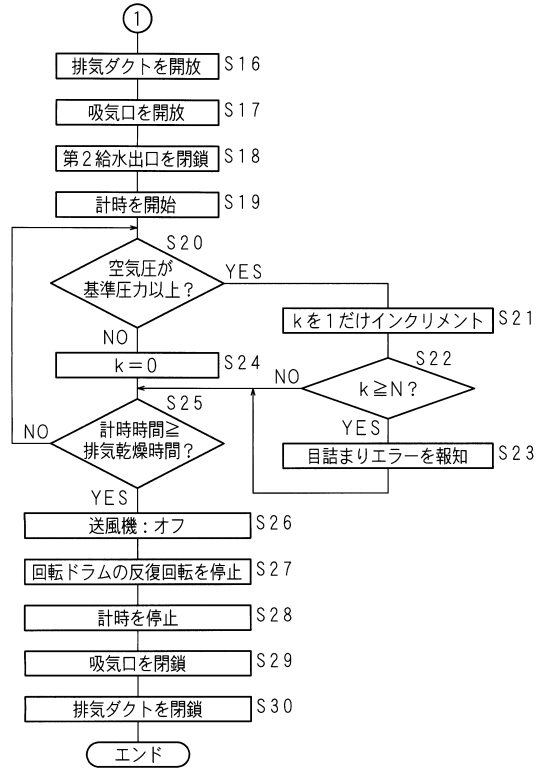 1
排気ダクトを開放 S16
吸気口を開放 S17
第2給水出口を閉鎖 S18
計時を開始 S19
S20
空気圧が
基準圧力以上?
YES
NO
kを1だけインクリメント S21
S22
k≧N?
NO
YES
目詰まりエラーを報知 S23
k=0 S24
S25
計時時間≧
排気乾燥時間?
NO
YES
送風機:オフ S26
回転ドラムの反復回転を停止 S27
計時を停止 S28
吸気口を閉鎖 S29
排気ダクトを閉鎖 S30
エンド